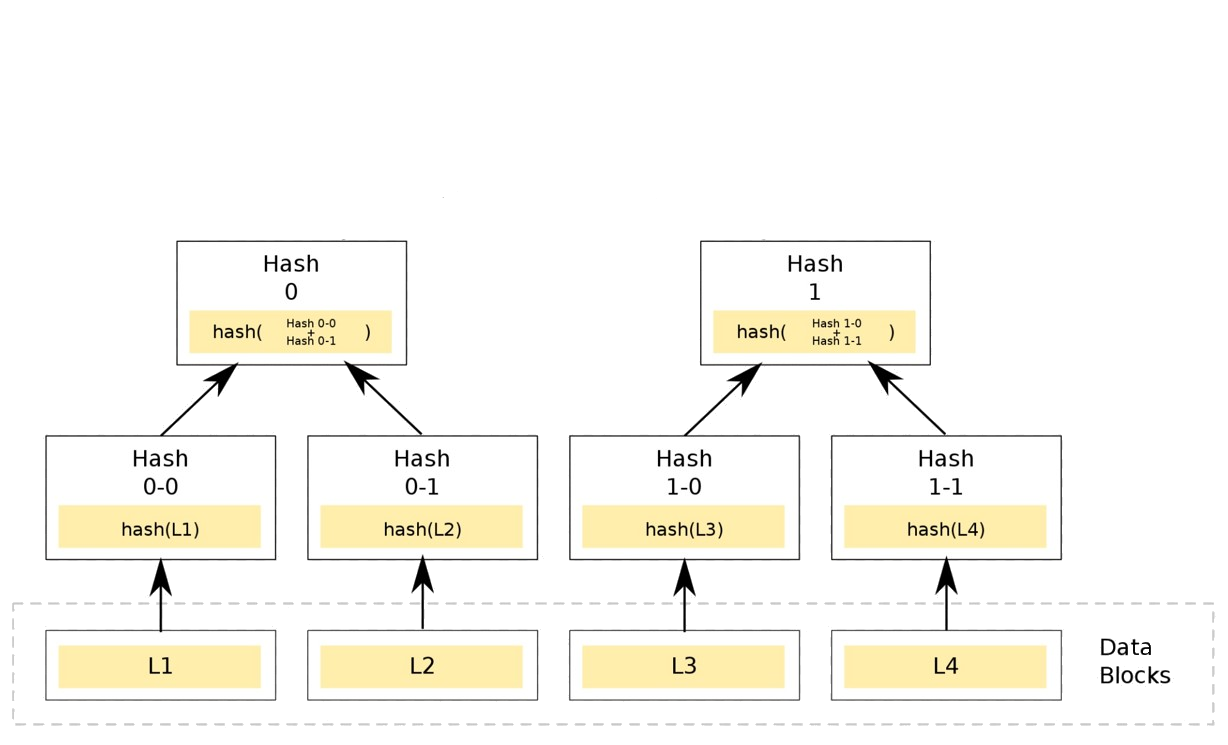 Hash
0
hash( Hash 0-0 + Hash 0-1 )
Hash
1
hash( Hash 1-0 + Hash 1-1 )
Hash
0-0
hash(L1)
Hash
0-1
hash(L2)
Hash
1-0
hash(L3)
Hash
1-1
hash(L4)
L1
L2
L3
L4
Data
Blocks